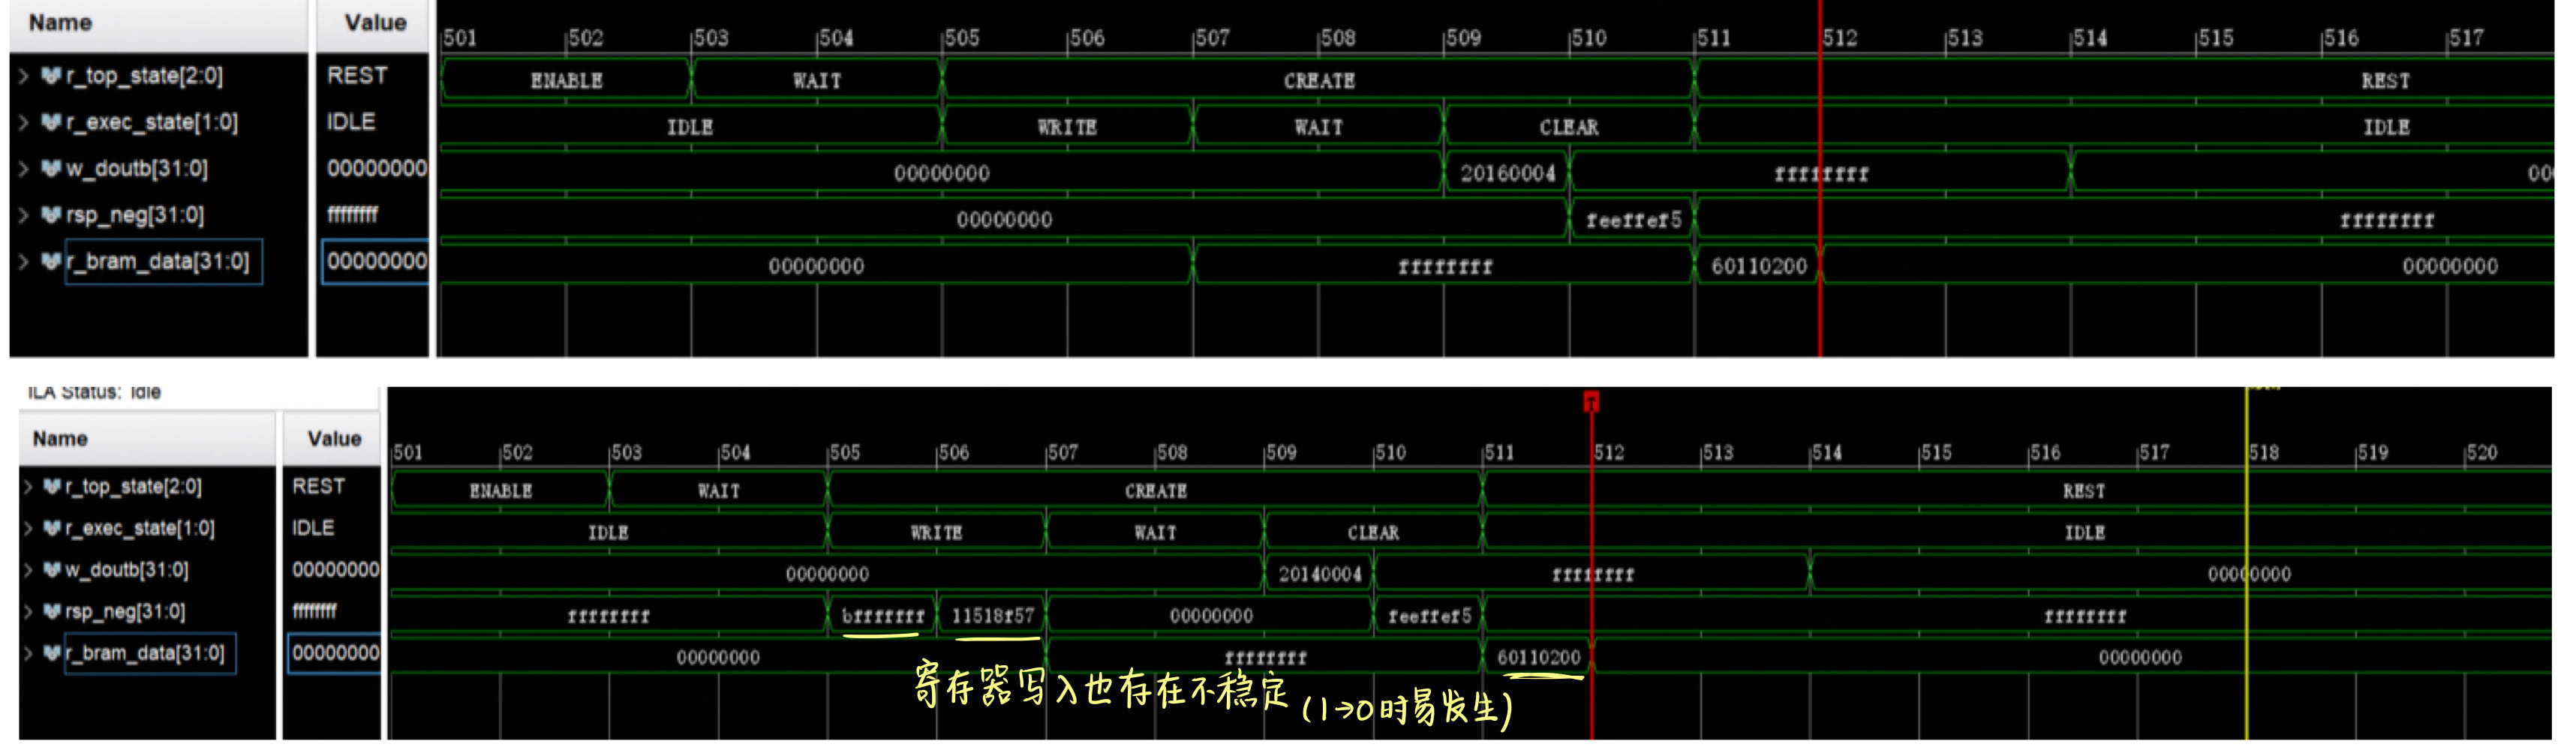 Name Value 501 502 503 504 505 506 507 508 509 510 511 512 513 514 515 516 517
r_top_state[2:0] REST ENABLE WAIT CREATE REST
r_exec_state[1:0] IDLE IDLE WRITE WAIT CLEAR IDLE
w_doutb[31:0] 00000000 00000000 20160004 ffffffff 00
rsp_neg[31:0] ffffffff 00000000 feeffef5 ffffffff
r_bram_data[31:0] 00000000 00000000 ffffffff 60110200 00000000
ILA Status: Idle
Name Value 501 502 503 504 505 506 507 508 509 510 511 512 513 514 515 516 517 518 519 520
r_top_state[2:0] REST ENABLE WAIT CREATE REST
r_exec_state[1:0] IDLE IDLE WRITE WAIT CLEAR IDLE
w_doutb[31:0] 00000000 00000000 20140004 ffffffff 00000000
rsp_neg[31:0] ffffffff ffffffff bfffffff 11518f57 00000000 feeffef5 ffffffff
r_bram_data[31:0] 00000000 00000000 ffffffff 60110200 00000000
寄存器写入也存在不稳定 (1→0时易发生)